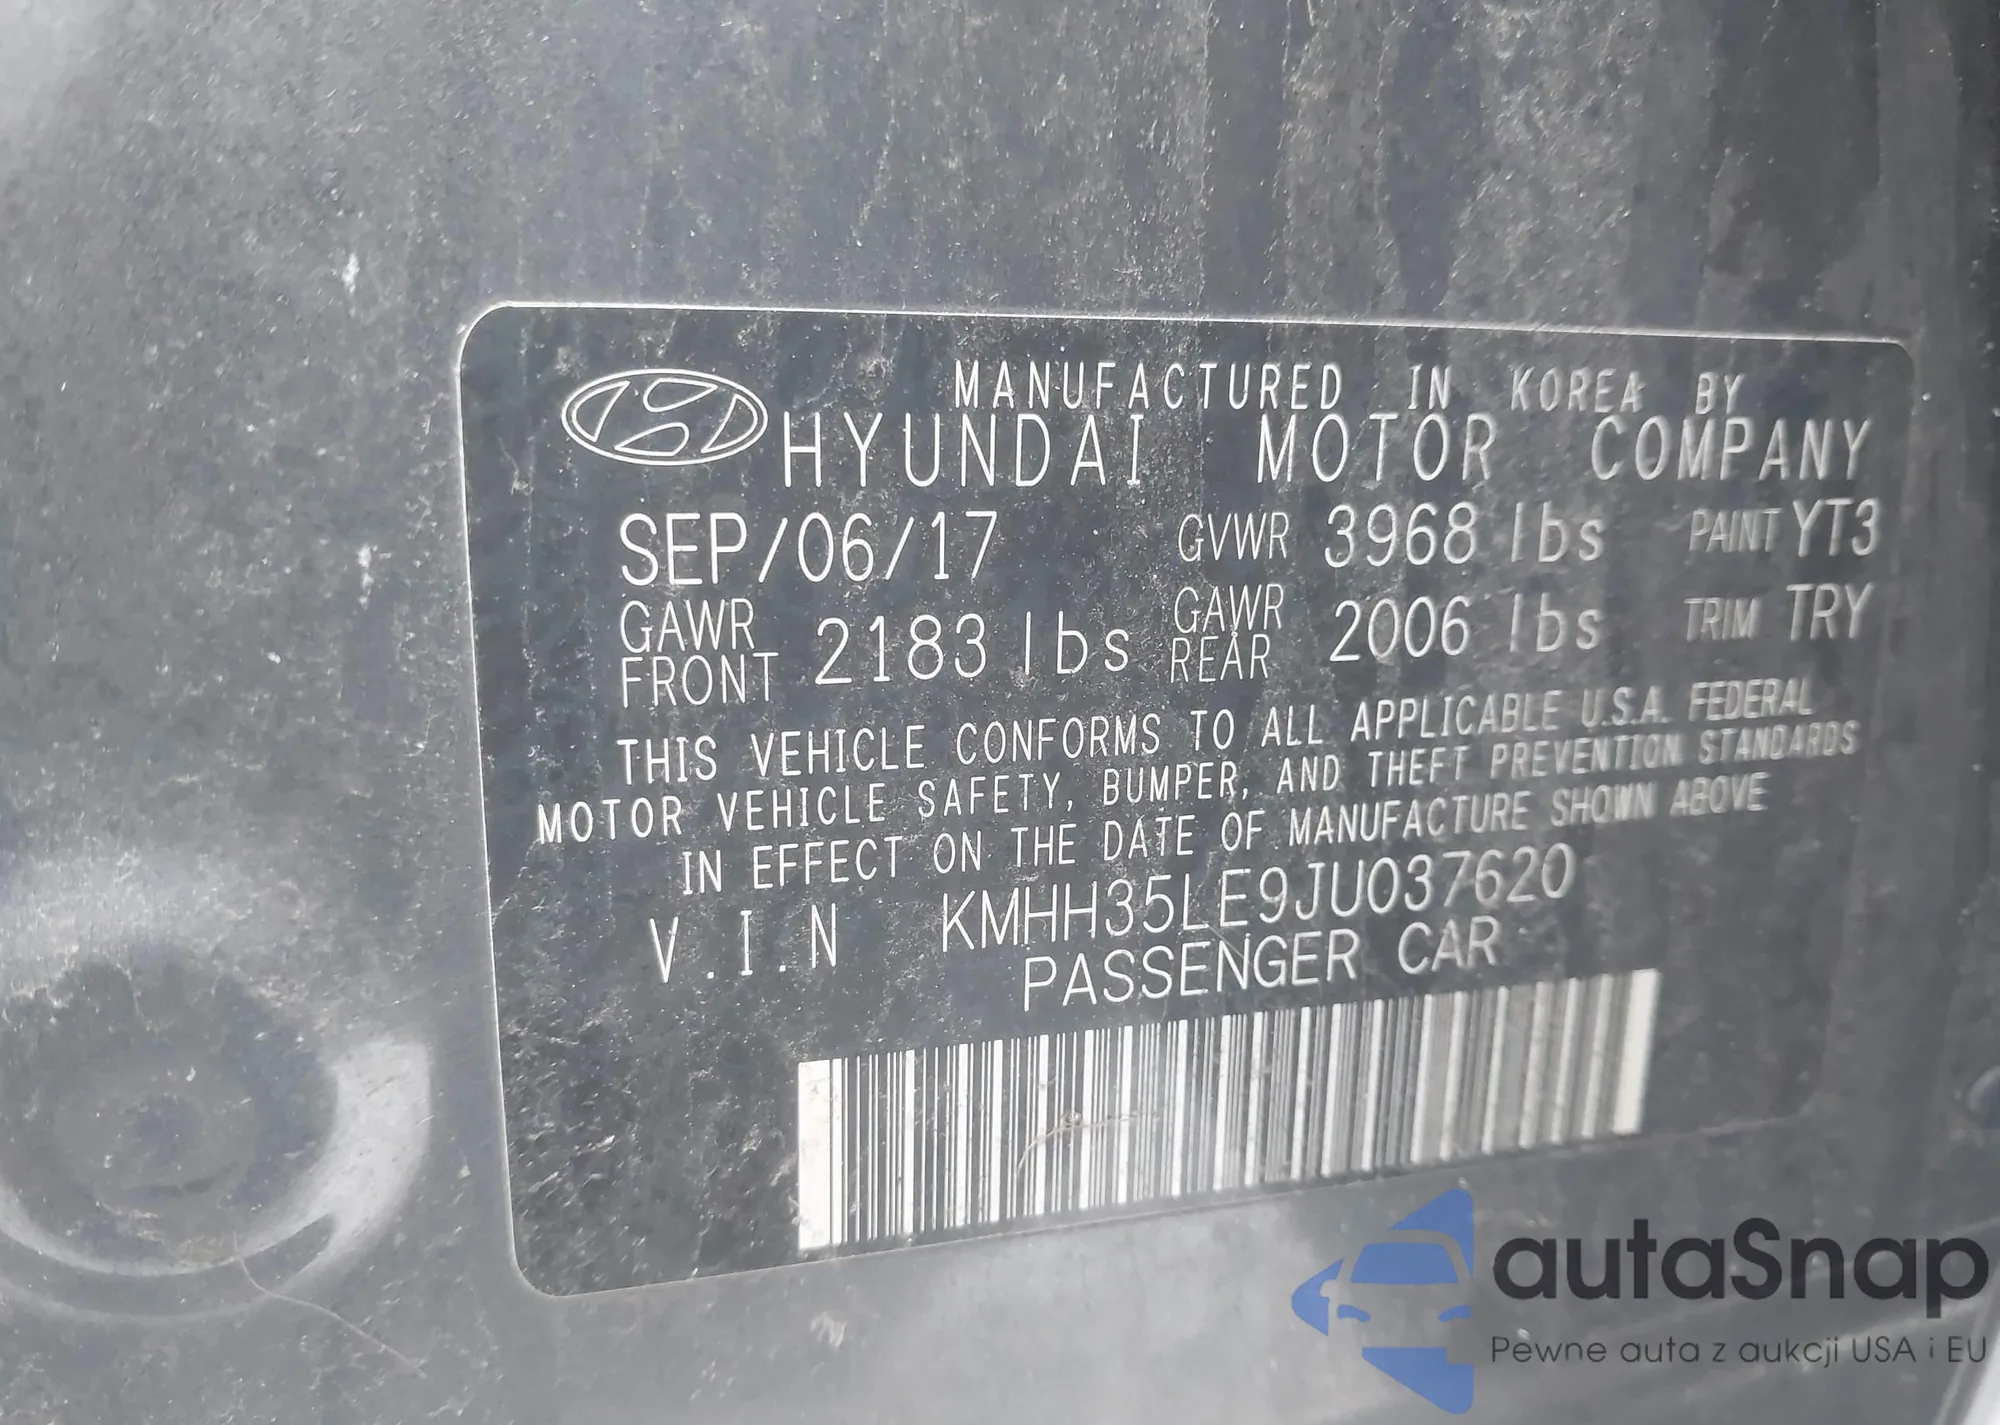 MANUFACTURED IN KOREA BY
HYUNDAI MOTOR COMPANY
SEP/06/17 GVWR 3968 lbs PAINT YT3
GAWR FRONT 2183 lbs GAWR REAR 2006 lbs TRIM TRY
THIS VEHICLE CONFORMS TO ALL APPLICABLE U.S.A. FEDERAL
MOTOR VEHICLE SAFETY, BUMPER, AND THEFT PREVENTION STANDARDS
IN EFFECT ON THE DATE OF MANUFACTURE SHOWN ABOVE
V.I.N KMHH35LE9JU037620
PASSENGER CAR
autaSnap
Pewne auta z aukcji USA i EU